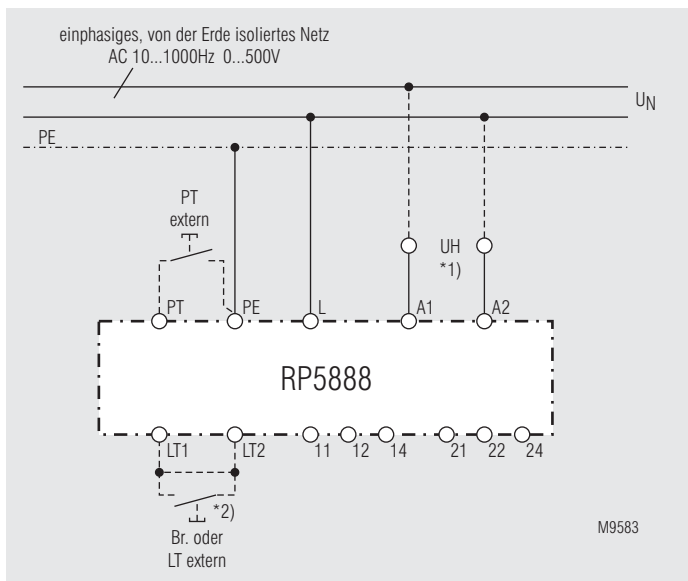 einphasiges, von der Erde isoliertes Netz
AC 10...1000Hz 0...500V
UN
PE
PT
extern
UH
*1)
PT
PE
L
A1
A2
RP5888
LT1
LT2
11
12
14
21
22
24
*2)
Br. oder
LT extern
M9583